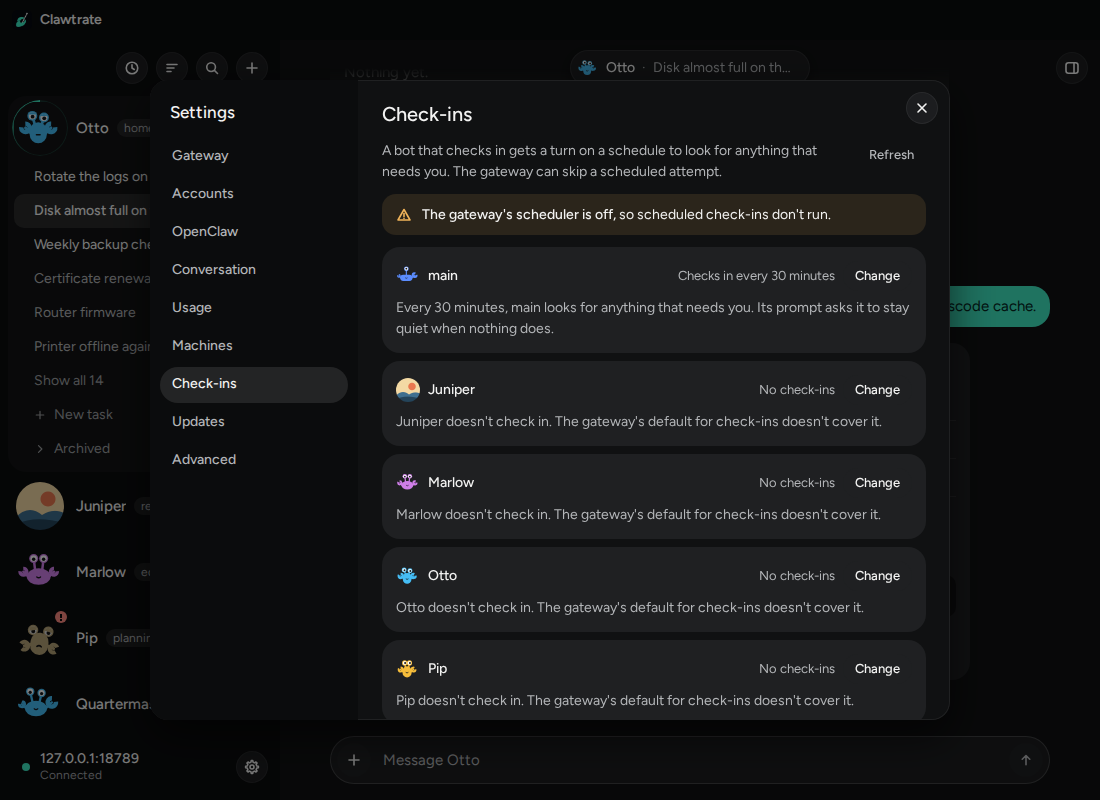 Clawtrate
Nothing yet.
Otto · Disk almost full on th...
Otto
Rotate the logs on
Disk almost full on
Weekly backup che
Certificate renewa
Router firmware
Printer offline again
Show all 14
+ New task
> Archived
Juniper
Marlow
Pip
Quarterma
127.0.0.1:18789
Connected
Settings
Gateway
Accounts
OpenClaw
Conversation
Usage
Machines
Check-ins
Updates
Advanced
Check-ins
A bot that checks in gets a turn on a schedule to look for anything that
needs you. The gateway can skip a scheduled attempt.
Refresh
The gateway's scheduler is off, so scheduled check-ins don't run.
main
Checks in every 30 minutes
Change
Every 30 minutes, main looks for anything that needs you. Its prompt asks it to stay
quiet when nothing does.
Juniper
No check-ins
Change
Juniper doesn't check in. The gateway's default for check-ins doesn't cover it.
Marlow
No check-ins
Change
Marlow doesn't check in. The gateway's default for check-ins doesn't cover it.
Otto
No check-ins
Change
Otto doesn't check in. The gateway's default for check-ins doesn't cover it.
Pip
No check-ins
Change
Pip doesn't check in. The gateway's default for check-ins doesn't cover it.
scode cache.
Message Otto